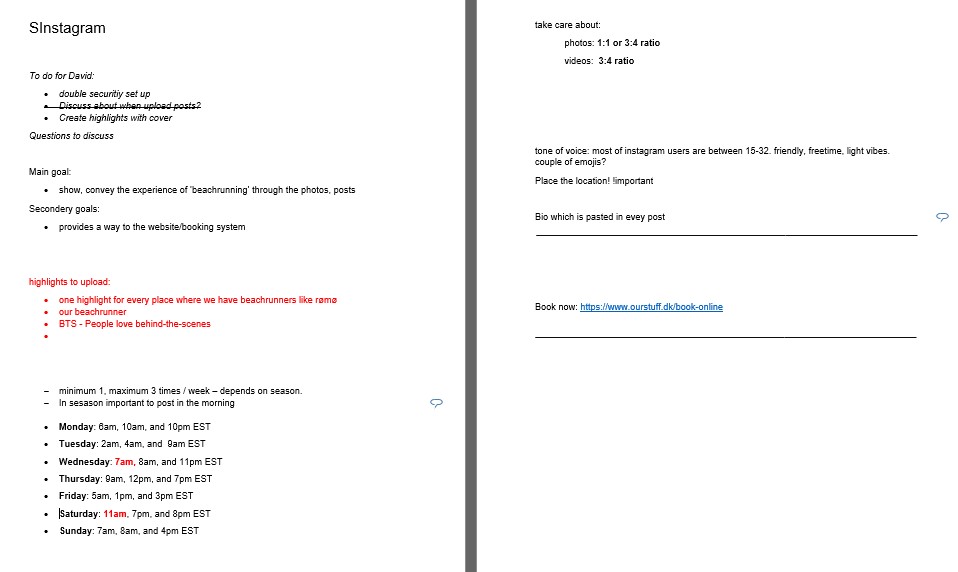 SInstagram
To do for David:
• double securitiy set up
• Discuss about when upload posts?
• Create highlights with cover
Questions to discuss
Main goal:
• show, convey the experience of 'beachrunning' through the photos, posts
Secondery goals:
• provides a way to the website/booking system
highlights to upload:
• one highlight for every place where we have beachrunners like rømø
• our beachrunner
• BTS - People love behind-the-scenes
•
– minimum 1, maximum 3 times / week – depends on season.
– In sesason important to post in the morning
• Monday: 6am, 10am, and 10pm EST
• Tuesday: 2am, 4am, and  9am EST
• Wednesday: 7am, 8am, and 11pm EST
• Thursday: 9am, 12pm, and 7pm EST
• Friday: 5am, 1pm, and 3pm EST
• Saturday: 11am, 7pm, and 8pm EST
• Sunday: 7am, 8am, and 4pm EST
take care about:
photos: 1:1 or 3:4 ratio
videos:  3:4 ratio
tone of voice: most of instagram users are between 15-32. friendly, freetime, light vibes.
couple of emojis?
Place the location! !important
Bio which is pasted in evey post
Book now: https://www.ourstuff.dk/book-online